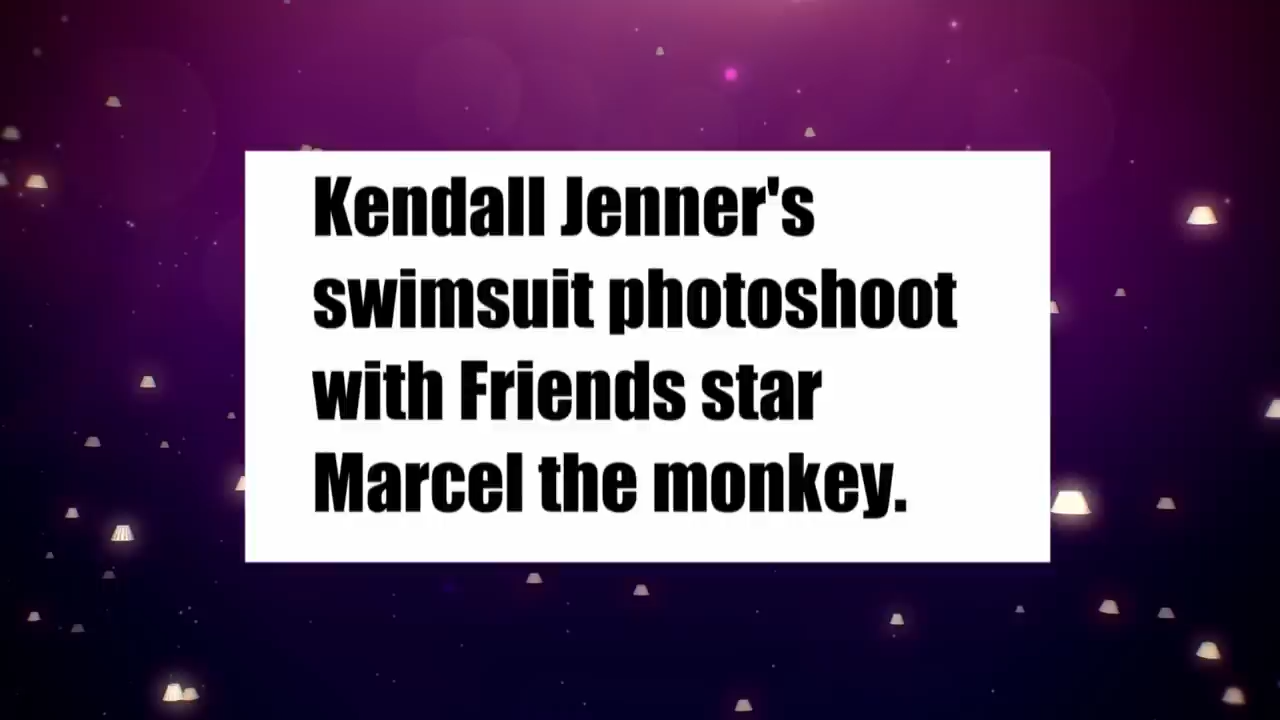 Kendall Jenner's
swimsuit photoshoot
with Friends star
Marcel the monkey.